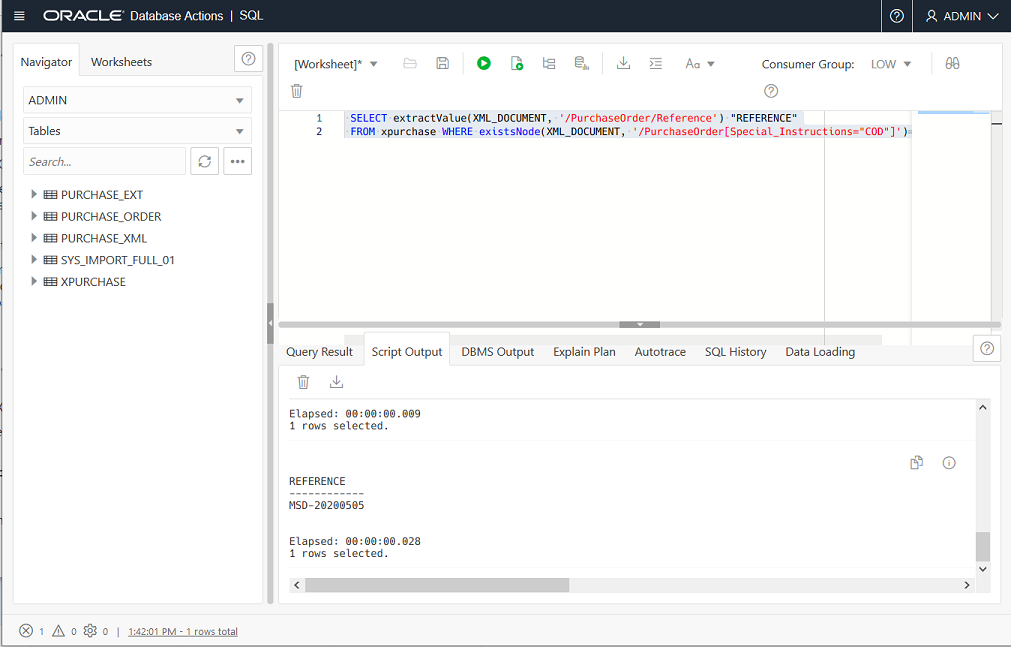 ORACLE Database Actions | SQL
ADMIN
Navigator
Worksheets
ADMIN
Tables
Search...
PURCHASE_EXT
PURCHASE_ORDER
PURCHASE_XML
SYS_IMPORT_FULL_01
XPURCHASE
[Worksheet]*
Aa
Consumer Group: LOW
1 SELECT extractValue(XML_DOCUMENT, '/PurchaseOrder/Reference') "REFERENCE"
2 FROM xpurchase WHERE existsNode(XML_DOCUMENT, '/PurchaseOrder[Special_Instructions="COD"]')=
Query Result
Script Output
DBMS Output
Explain Plan
Autotrace
SQL History
Data Loading
Elapsed: 00:00:00.009
1 rows selected.
REFERENCE
------------
MSD-20200505
Elapsed: 00:00:00.028
1 rows selected.
1 0 0 | 1:42:01 PM - 1 rows total